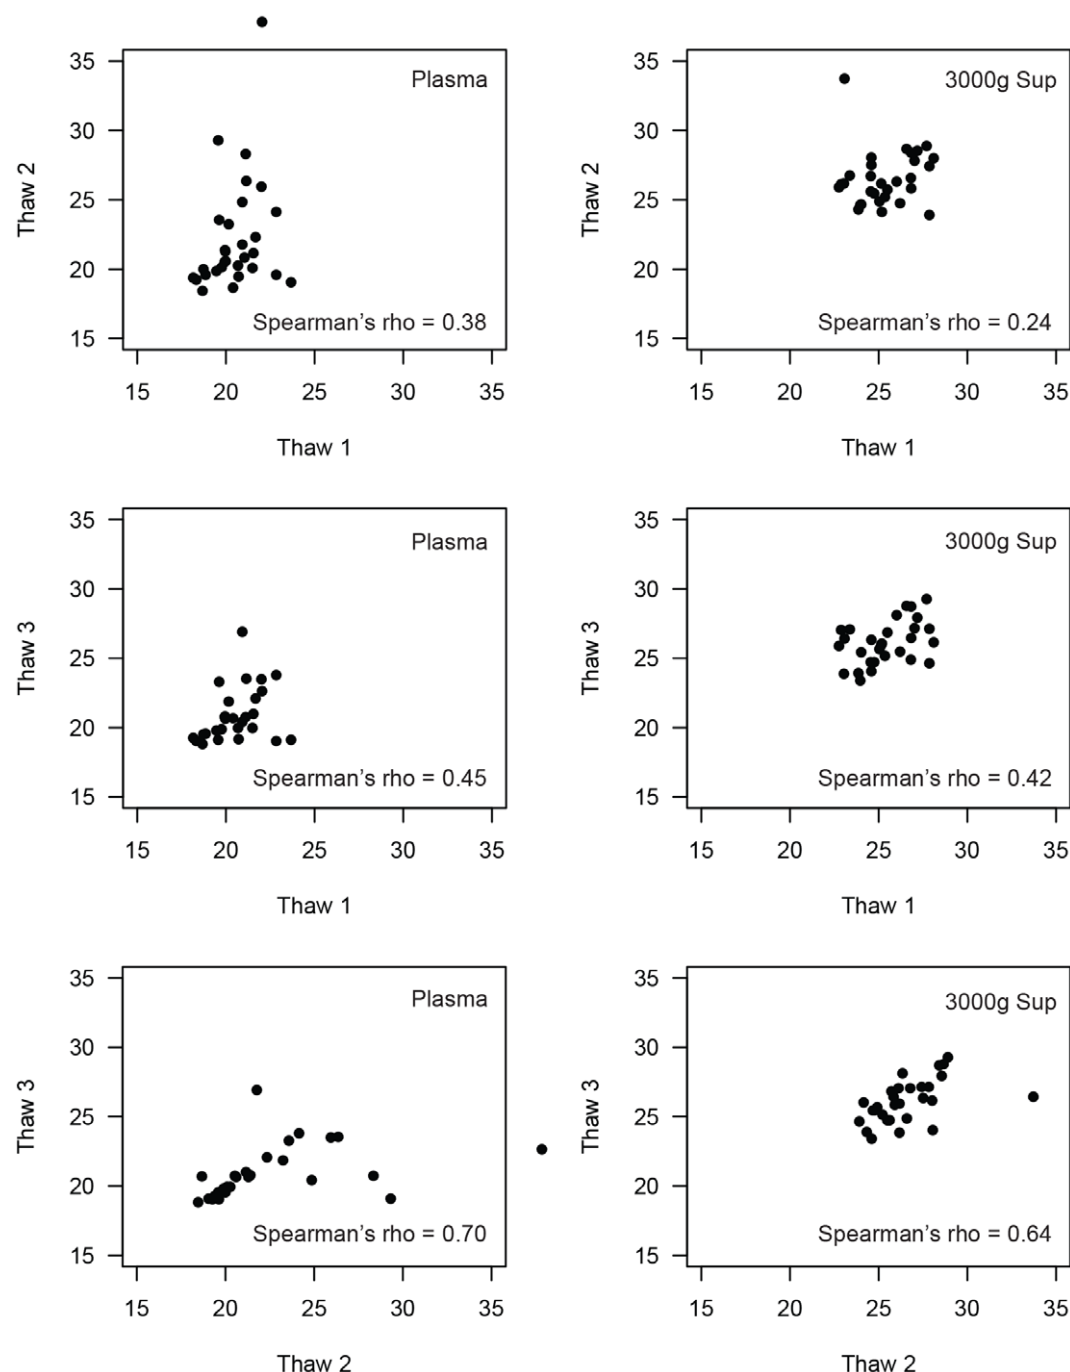 Plasma
35
30
25
20
15
Thaw 2
Spearman’s rho = 0.38
15 20 25 30 35
Thaw 1
3000g Sup
35
30
25
20
15
Thaw 2
Spearman’s rho = 0.24
15 20 25 30 35
Thaw 1
Plasma
35
30
25
20
15
Thaw 3
Spearman’s rho = 0.45
15 20 25 30 35
Thaw 1
3000g Sup
35
30
25
20
15
Thaw 3
Spearman’s rho = 0.42
15 20 25 30 35
Thaw 1
Plasma
35
30
25
20
15
Thaw 3
Spearman’s rho = 0.70
15 20 25 30 35
Thaw 2
3000g Sup
35
30
25
20
15
Thaw 3
Spearman’s rho = 0.64
15 20 25 30 35
Thaw 2